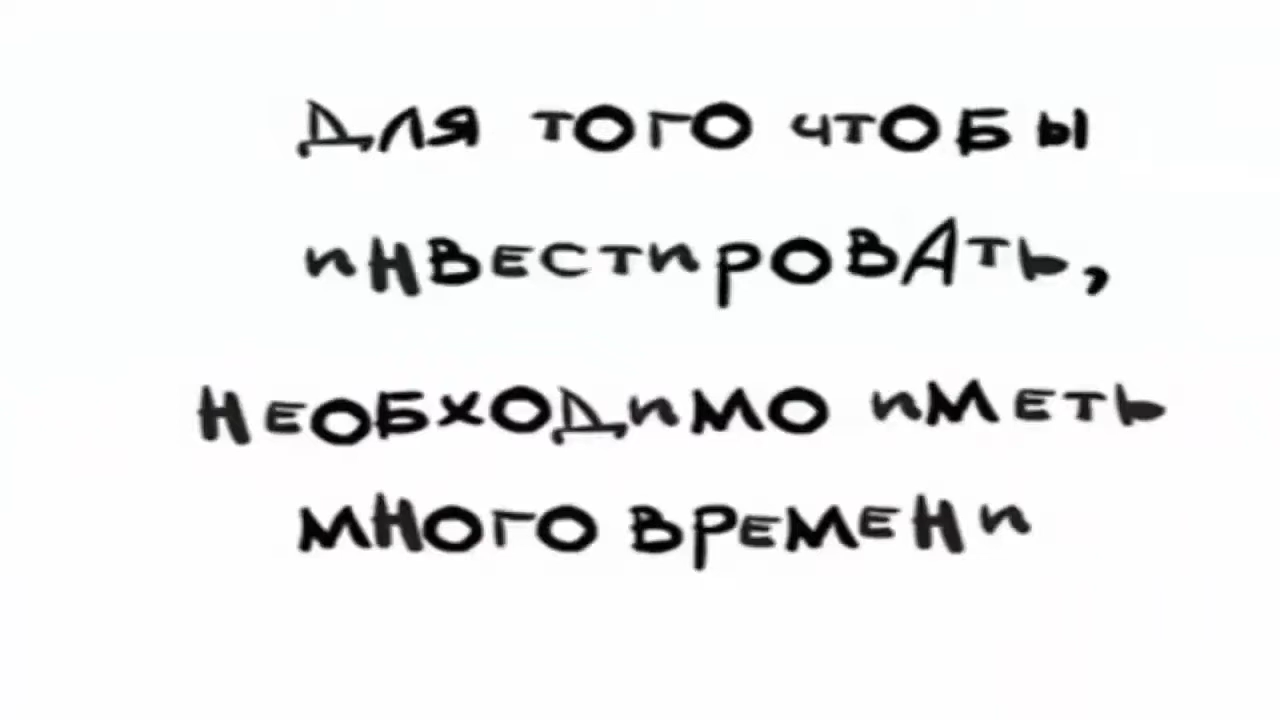 для того чтобы
инвестировать,
необходимо иметь
много времени